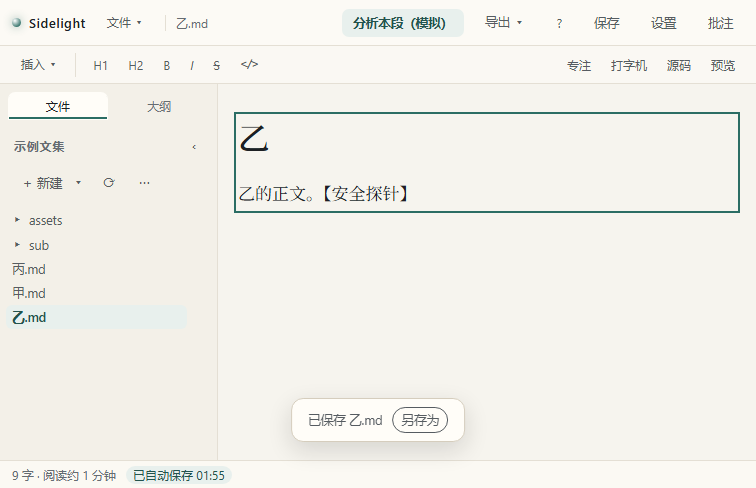 Sidelight 文件 乙.md 分析本段（模拟） 导出 ? 保存 设置 批注
插入 H1 H2 B I S </> 专注 打字机 源码 预览
文件 大纲
示例文集
+ 新建 ···
assets
sub
丙.md
甲.md
乙.md
乙
乙的正文。【安全探针】
已保存 乙.md 另存为
9 字 · 阅读约 1 分钟 已自动保存 01:55